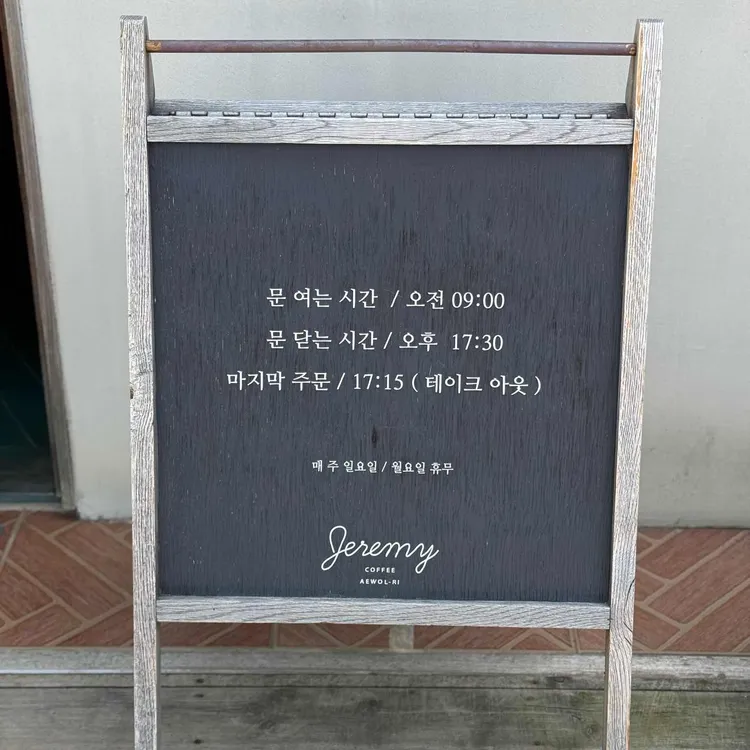 문 여는 시간 / 오전 09:00
문 닫는 시간 / 오후 17:30
마지막 주문 / 17:15 ( 테이크 아웃 )
매 주 일요일 / 월요일 휴무
Jeremy
COFFEE
AEWOL-RI